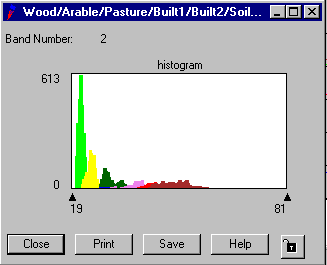 Wood/Arable/Pasture/Built1/Built2/Soil...
Band Number: 2
histogram
613
0
19 81
Close Print Save Help